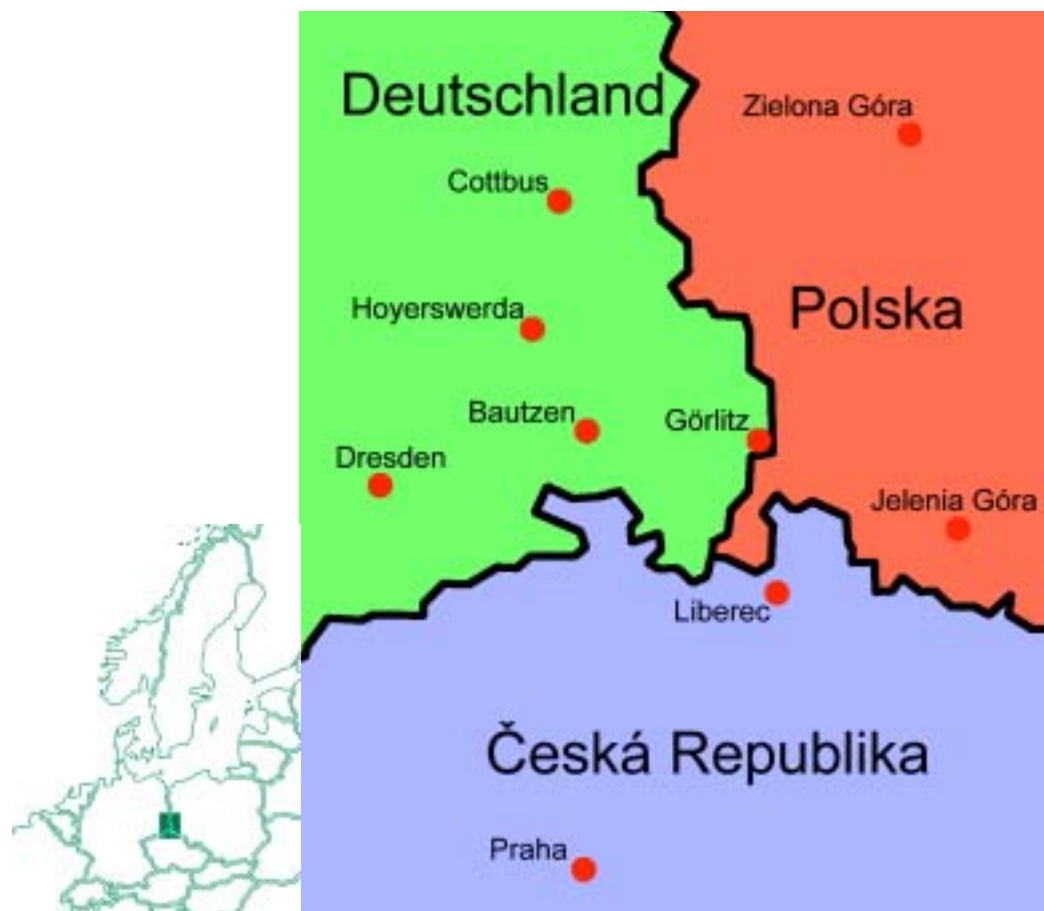 Deutschland
Zielona Góra
Cottbus
Polska
Hoyerswerda
Bautzen
Görlitz
Dresden
Jelenia Góra
Liberec
Česká Republika
Praha